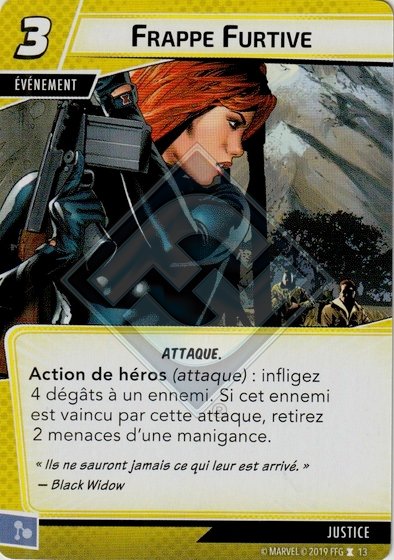 3
FRAPPE FURTIVE
ÉVÉNEMENT
ATTAQUE.
Action de héros (attaque) : infligez
4 dégâts à un ennemi. Si cet ennemi
est vaincu par cette attaque, retirez
2 menaces d'une manigance.
« Ils ne sauront jamais ce qui leur est arrivé. »
– Black Widow
JUSTICE
© MARVEL © 2019 FFG 13